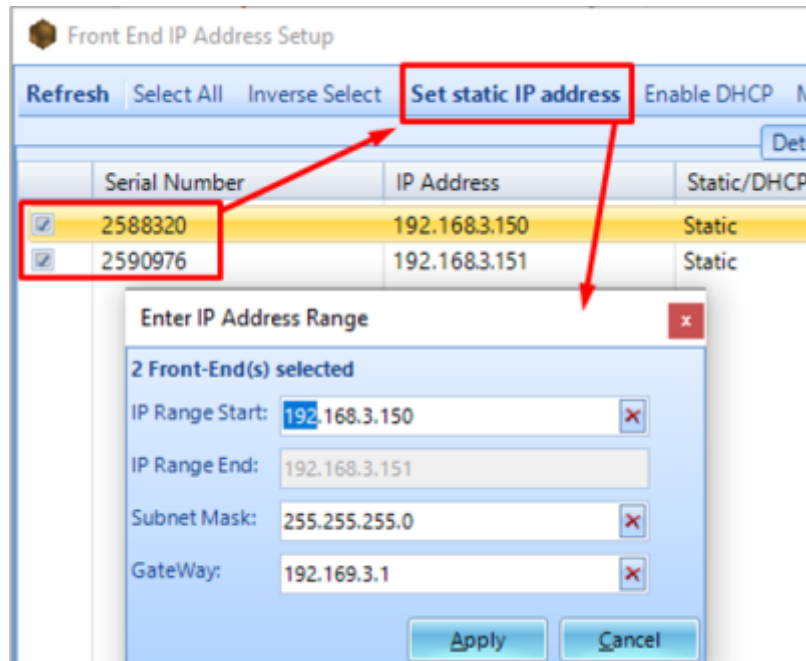 Front End IP Address Setup
Refresh Select All Inverse Select Set static IP address Enable DHCP
Det
Serial Number IP Address Static/DHCP
2588320 192.168.3.150 Static
2590976 192.168.3.151 Static
Enter IP Address Range
2 Front-End(s) selected
IP Range Start: 192.168.3.150
IP Range End: 192.168.3.151
Subnet Mask: 255.255.255.0
GateWay: 192.169.3.1
Apply Cancel